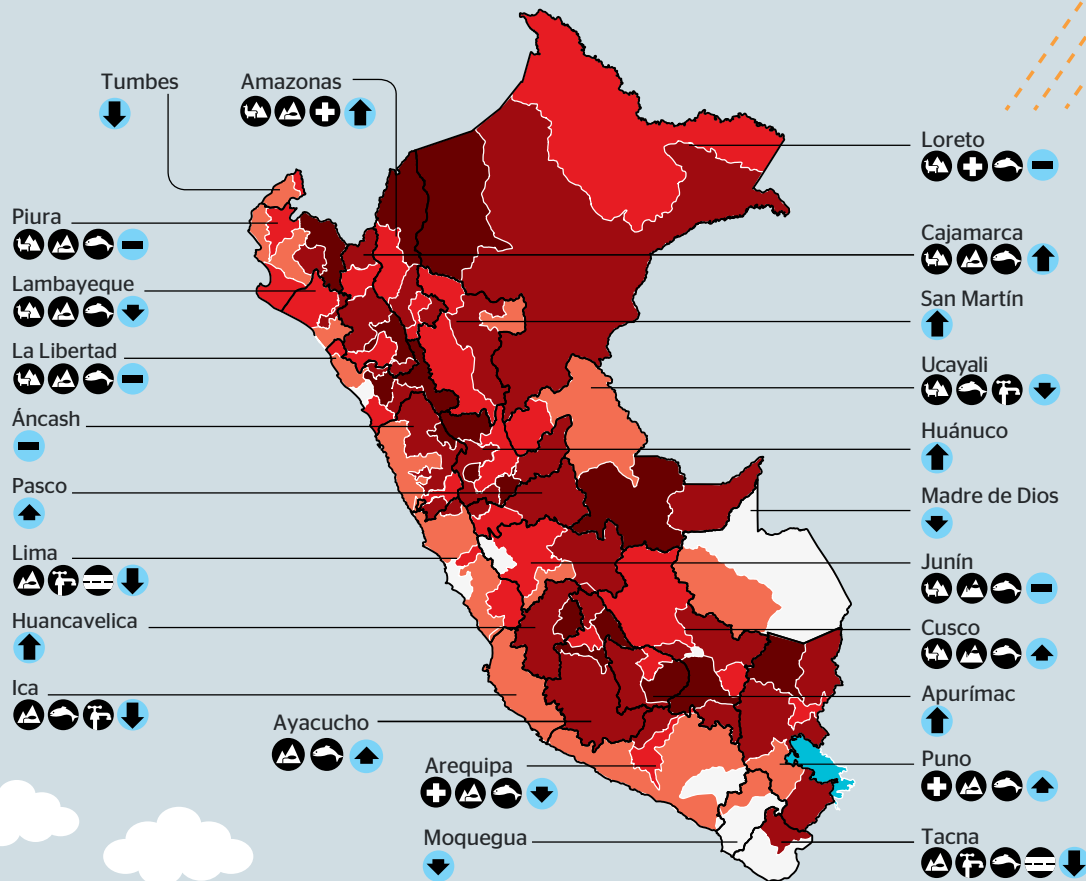 Tumbes
Amazonas
Piura
Lambayeque
La Libertad
Áncash
Pasco
Lima
Huancavelica
Ica
Ayacucho
Arequipa
Moquegua
Loreto
Cajamarca
San Martín
Ucayali
Huánuco
Madre de Dios
Junín
Cusco
Apurímac
Puno
Tacna